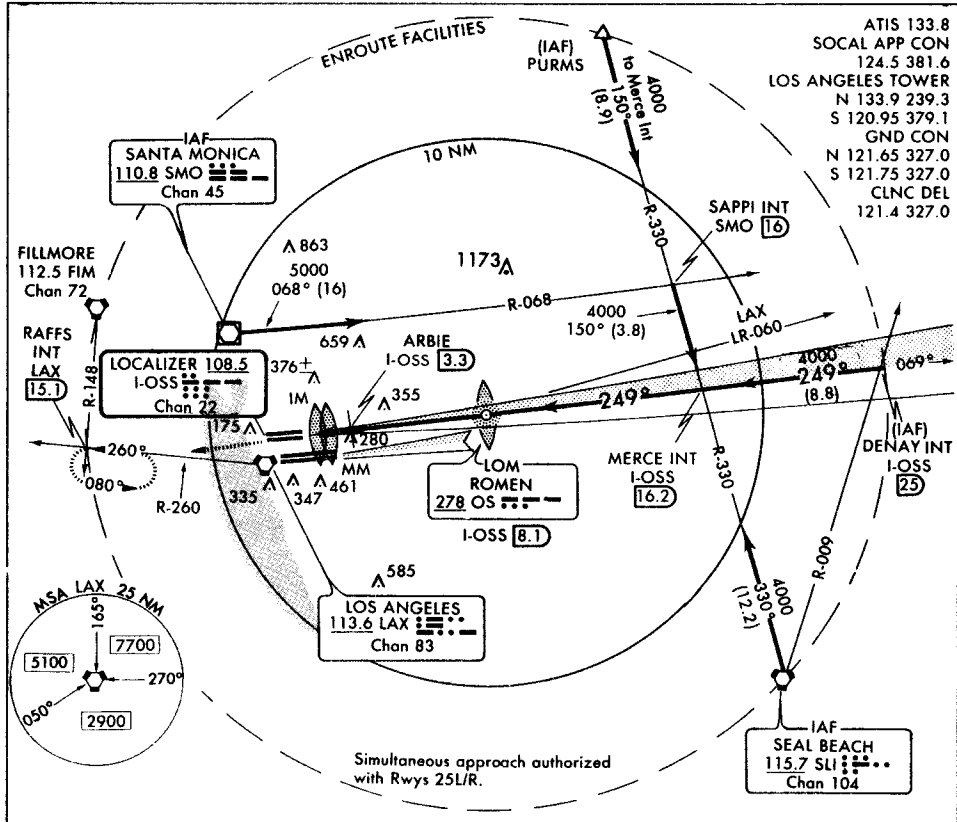 ENROUTE FACILITIES
ATIS 133.8
SOCAL APP CON
124.5 381.6
LOS ANGELES TOWER
N 133.9 239.3
S 120.95 379.1
GND CON
N 121.65 327.0
S 121.75 327.0
CLNC DEL
121.4 327.0
(IAF)
PURMS
4000
to Merce Int
150°
(8.9)
IAF
SANTA MONICA
110.8 SMO
Chan 45
10 NM
R-330
SAPPI INT
SMO 16
863
1173
5000
068° (16)
R-068
FILLMORE
112.5 FIM
Chan 72
RAFFS
INT
LAX
15.1
R-148
659
ARBIE
I-OSS 3.3
4000
150° (3.8)
LAX
LR-060
LOCALIZER 108.5
I-OSS
Chan 22
376
IM
355
4000
249°
249°
(8.8)
069°
175
280
MM
260°
080°
R-260
335
347
461
LOM
ROMEN
278 OS
I-OSS 8.1
MERCE INT
I-OSS
16.2
R-330
(IAF)
DENAY INT
I-OSS
25
R-009
585
LOS ANGELES
113.6 LAX
Chan 83
4000
330°
(12.2)
MSA LAX 25 NM
165°
5100
7700
270°
050°
2900
Simultaneous approach authorized
with Rwys 25L/R.
IAF
SEAL BEACH
115.7 SLI
Chan 104